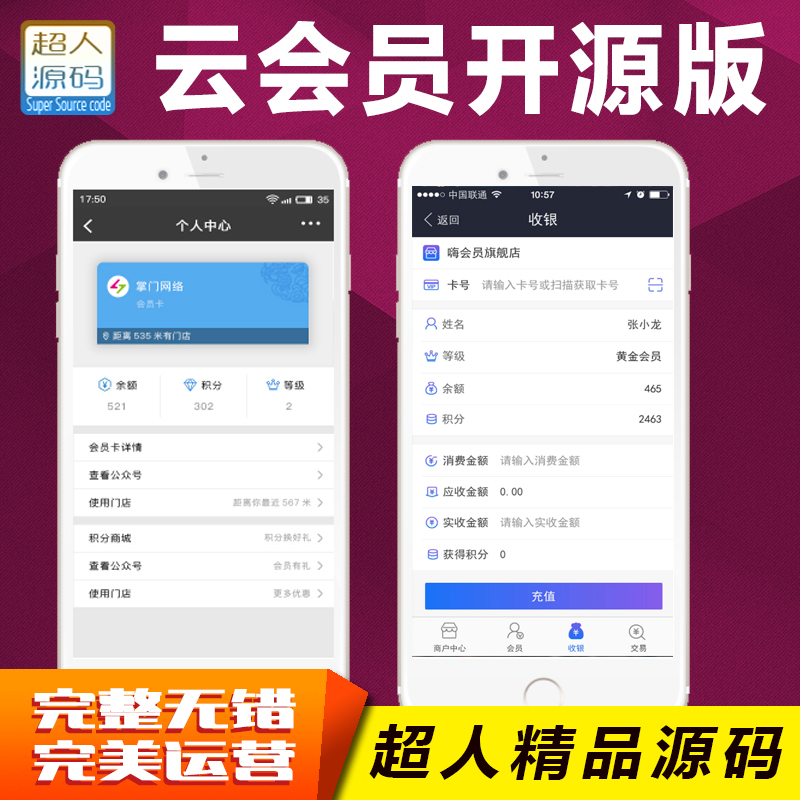 超人
源码
Super Source code
云会员开源版
17:50
35
个人中心
掌门网络
会员卡
距离 535 米有门店
余额
积分
等级
521
302
2
会员卡详情
查看公众号
使用门店
距离你最近 567 米
积分商城
积分换好礼
查看公众号
会员有礼
使用门店
更多优惠
中国联通
10:57
返回
收银
嗨会员旗舰店
VIP
卡号
请输入卡号或扫描获取卡号
姓名
张小龙
等级
黄金会员
余额
465
积分
2463
消费金额
请输入消费金额
应收金额
0.00
实收金额
请输入实收金额
获得积分
0
充值
商户中心
会员
收银
交易
完整无错
完美运营
超人精品源码